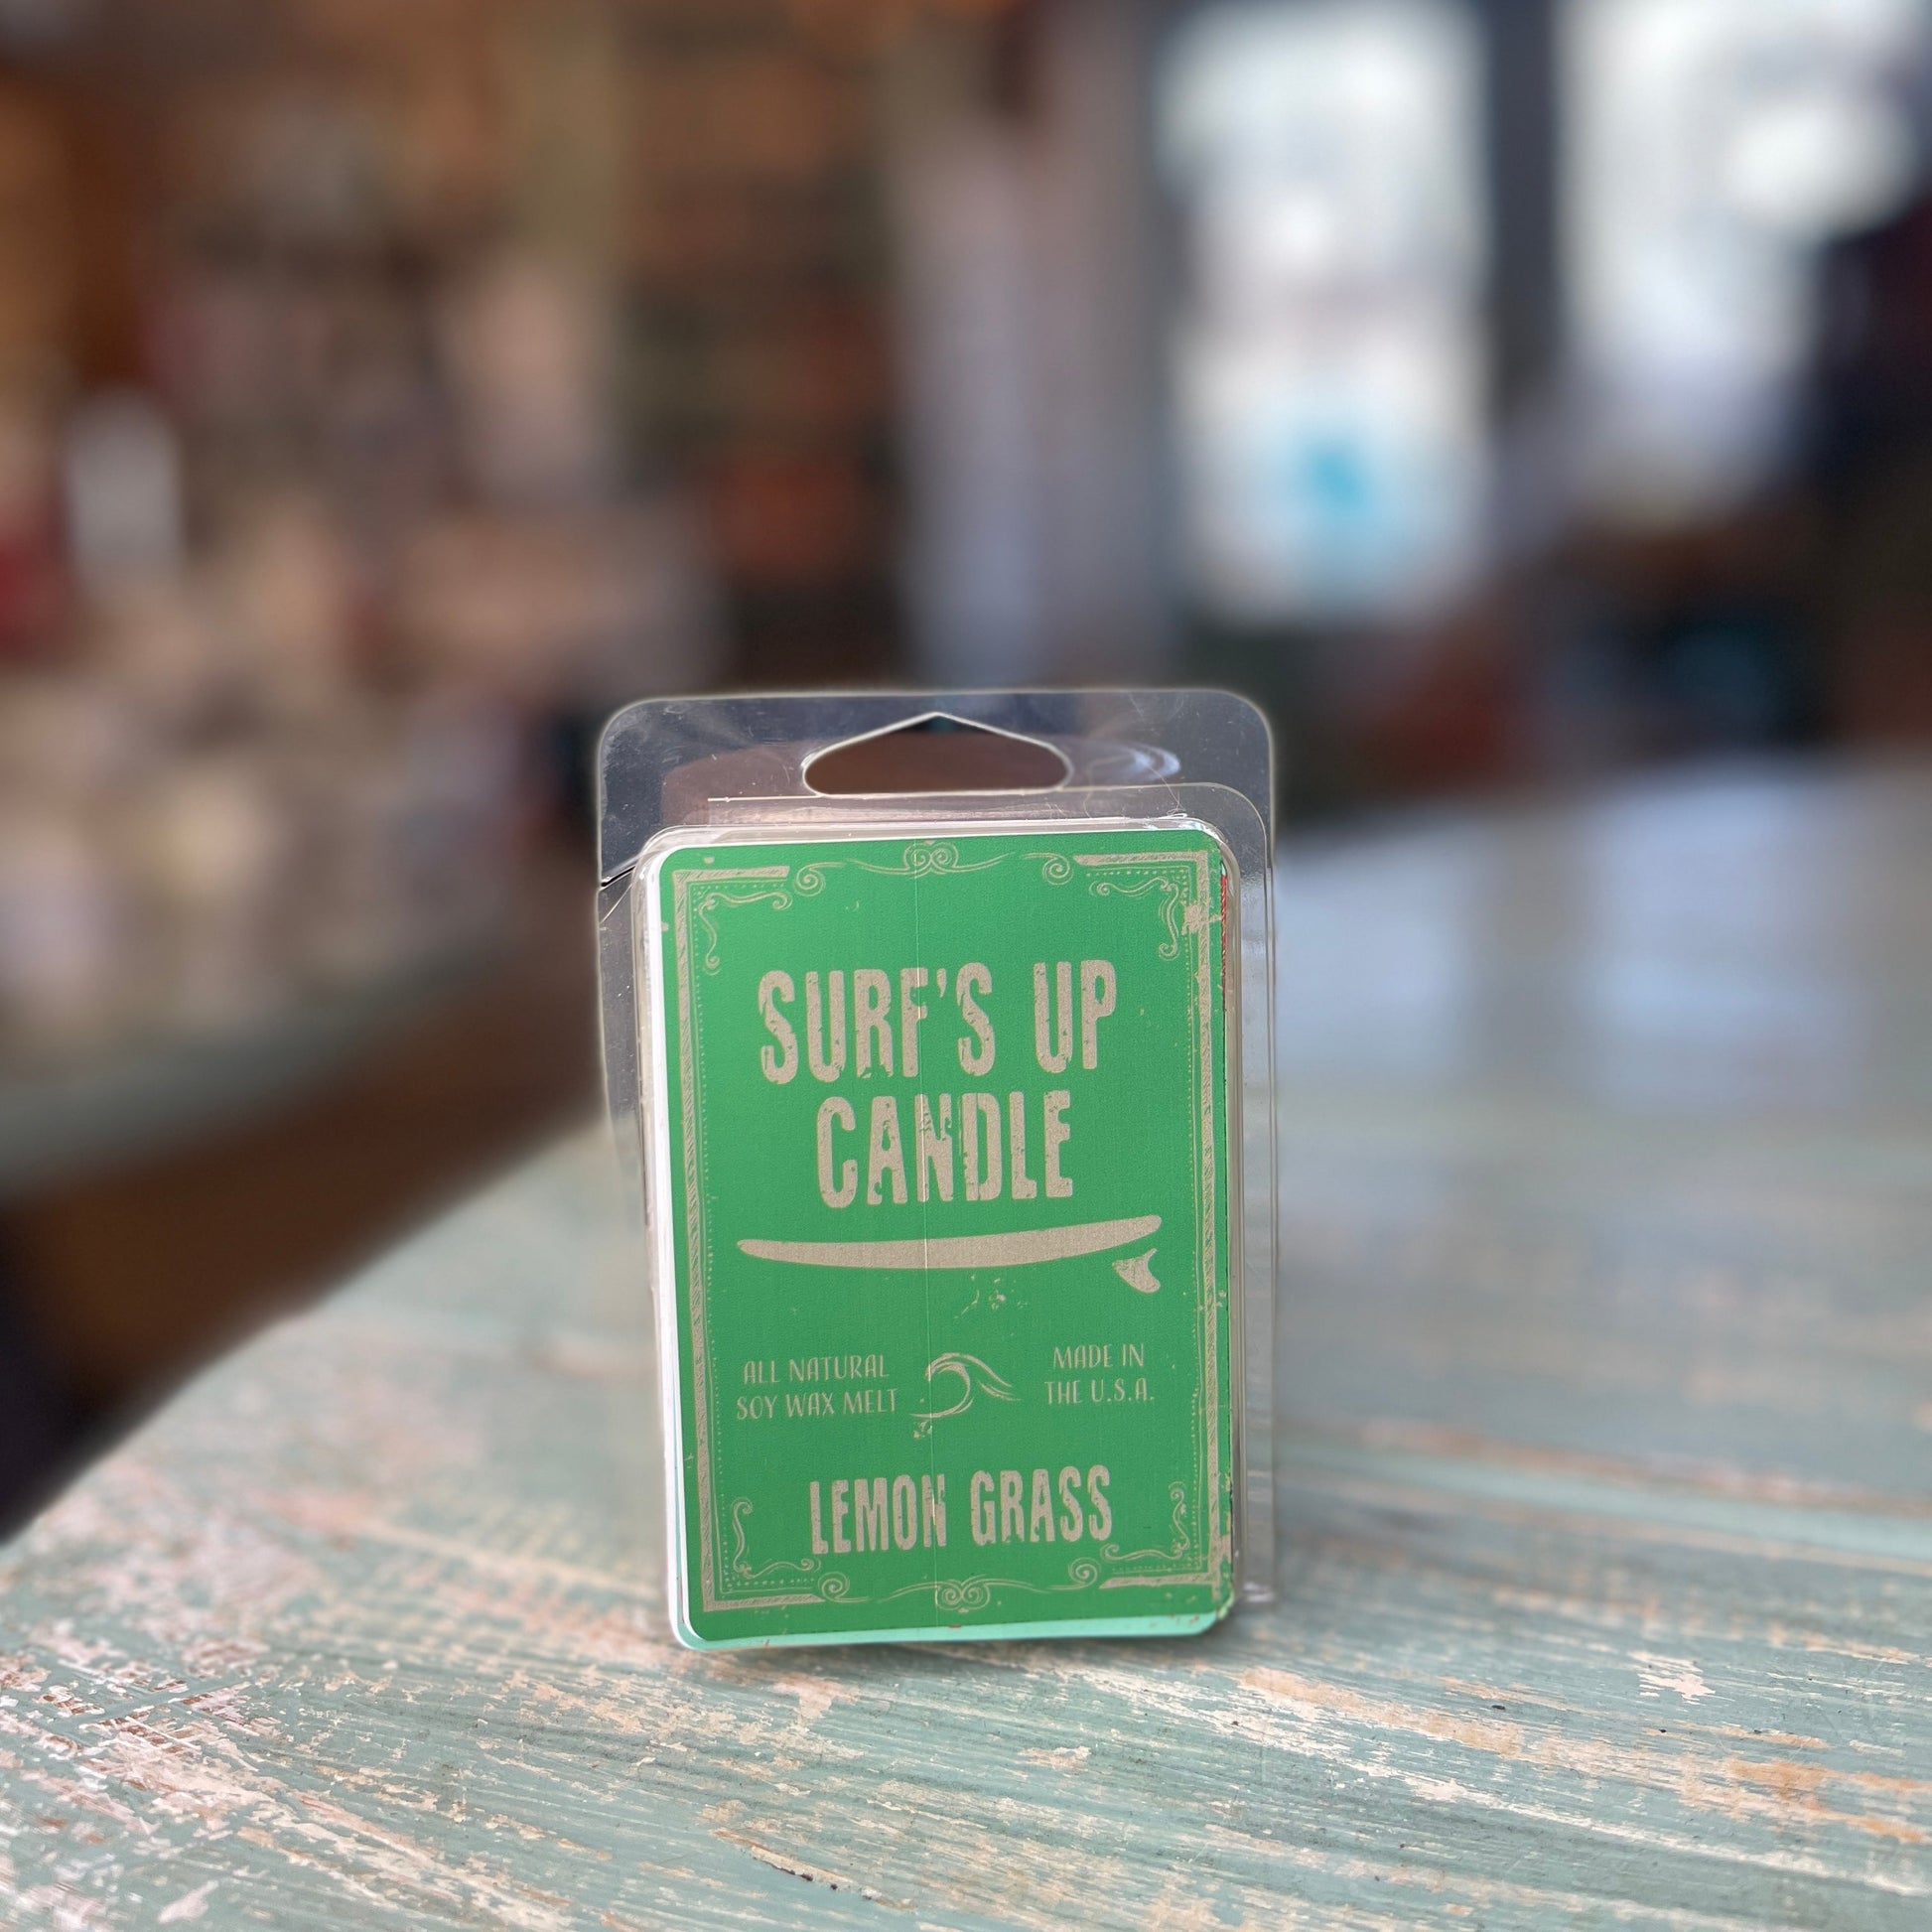 SURF'S UP
CANDLE
ALL NATURAL
SOY WAX MELT
MADE IN
THE U.S.A.
LEMON GRASS